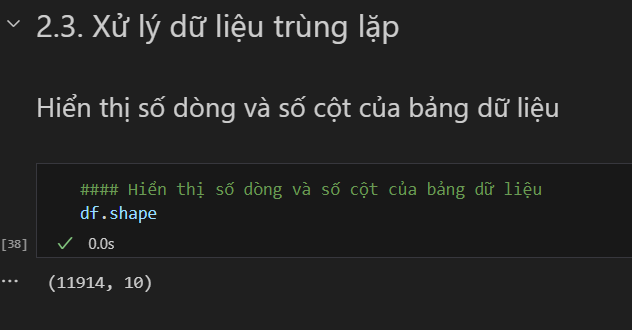 2.3. Xử lý dữ liệu trùng lặp
Hiển thị số dòng và số cột của bảng dữ liệu
#### Hiển thị số dòng và số cột của bảng dữ liệu
df.shape
[38] 0.0s
... (11914, 10)